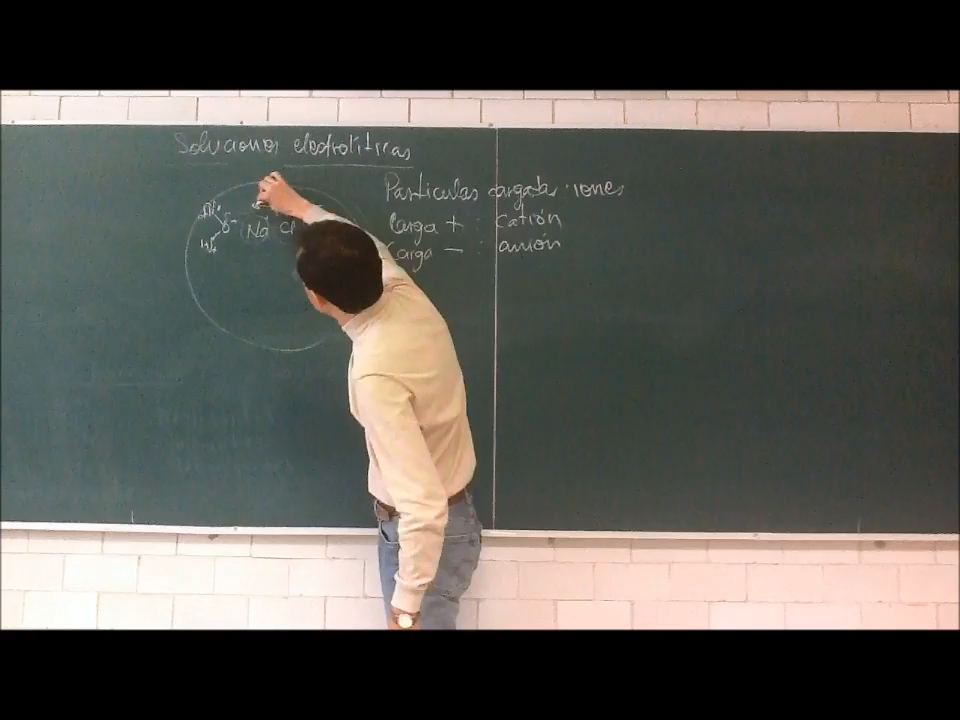 Soluciones electrolíticas
Partículas cargadas : iones
Carga + : catión
Carga - : anión
H δ+
δ-
H δ+
Na Cl